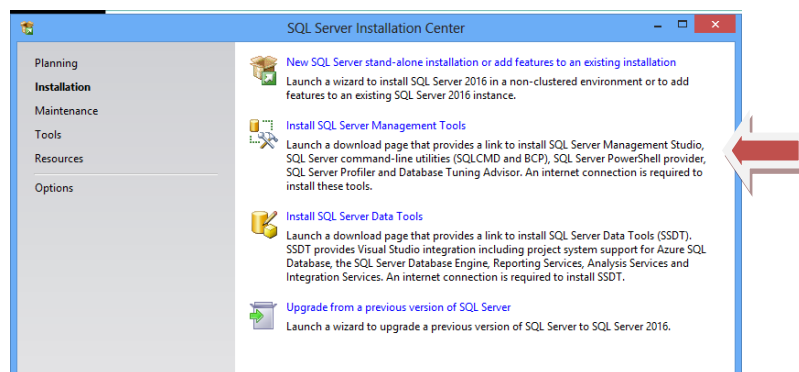 SQL Server Installation Center
Planning
Installation
Maintenance
Tools
Resources
Options
New SQL Server stand-alone installation or add features to an existing installation
Launch a wizard to install SQL Server 2016 in a non-clustered environment or to add
features to an existing SQL Server 2016 instance.
Install SQL Server Management Tools
Launch a download page that provides a link to install SQL Server Management Studio,
SQL Server command-line utilities (SQLCMD and BCP), SQL Server PowerShell provider,
SQL Server Profiler and Database Tuning Advisor. An internet connection is required to
install these tools.
Install SQL Server Data Tools
Launch a download page that provides a link to install SQL Server Data Tools (SSDT).
SSDT provides Visual Studio integration including project system support for Azure SQL
Database, the SQL Server Database Engine, Reporting Services, Analysis Services and
Integration Services. An internet connection is required to install SSDT.
Upgrade from a previous version of SQL Server
Launch a wizard to upgrade a previous version of SQL Server to SQL Server 2016.